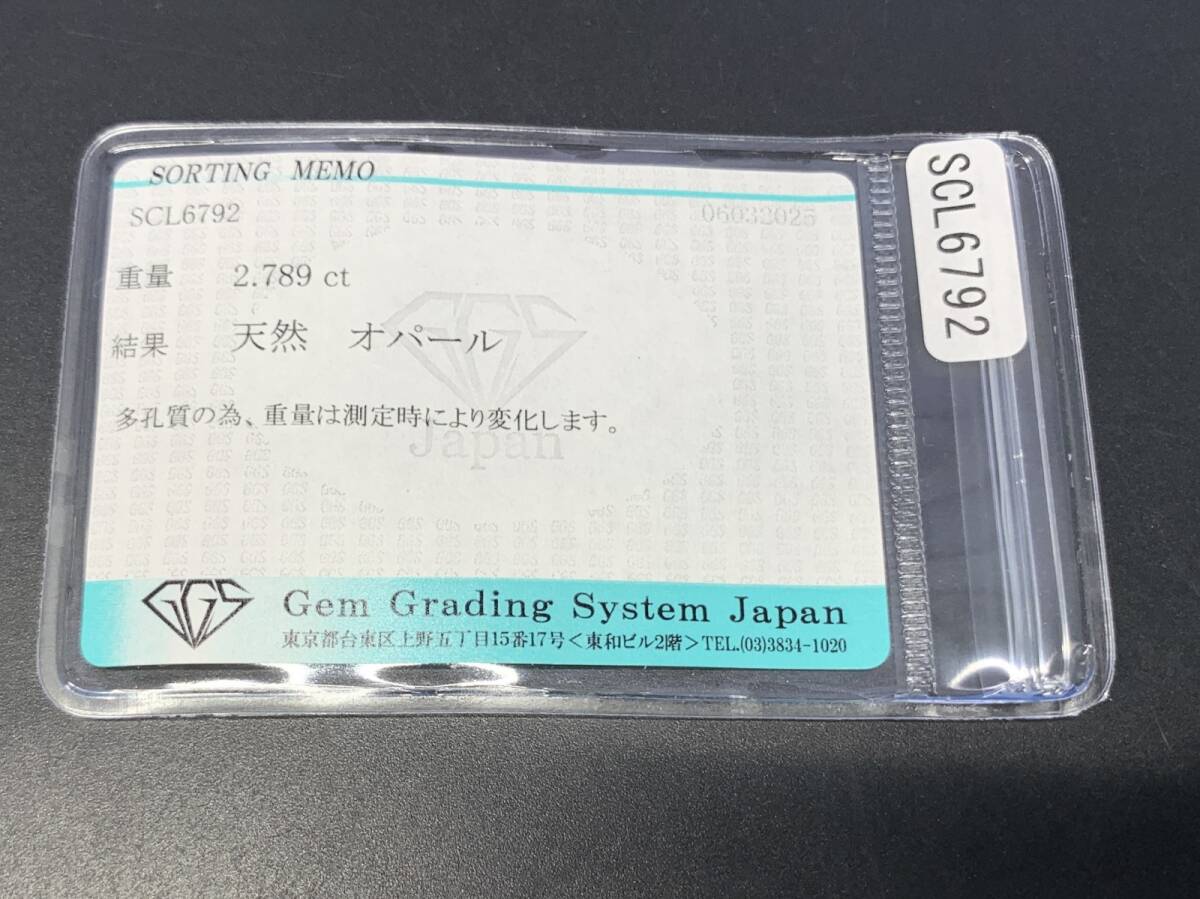 SORTING MEMO
SCL6792 06032025
重量 2.789 ct
結果 天然 オパール
多孔質の為、重量は測定時により変化します。
GGS
Japan
GGS Gem Grading System Japan
東京都台東区上野五丁目15番17号＜東和ビル2階＞TEL.(03)3834-1020
SCL6792